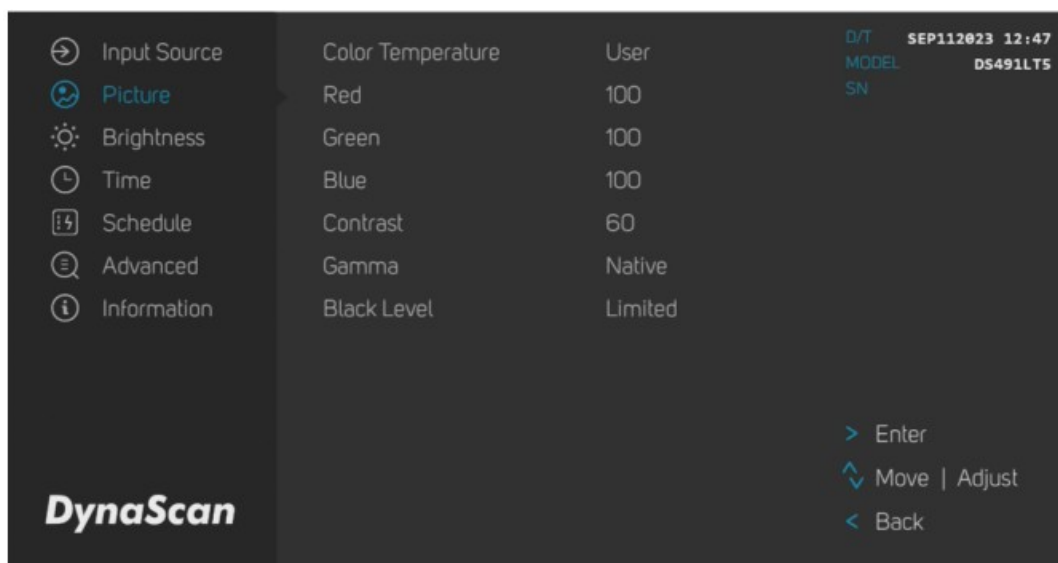 Input Source
Picture
Brightness
Time
Schedule
Advanced
Information
DynaScan
Color Temperature User
Red 100
Green 100
Blue 100
Contrast 60
Gamma Native
Black Level Limited
D/T SEP112023 12:47
MODEL DS491LT5
SN
> Enter
Move | Adjust
< Back